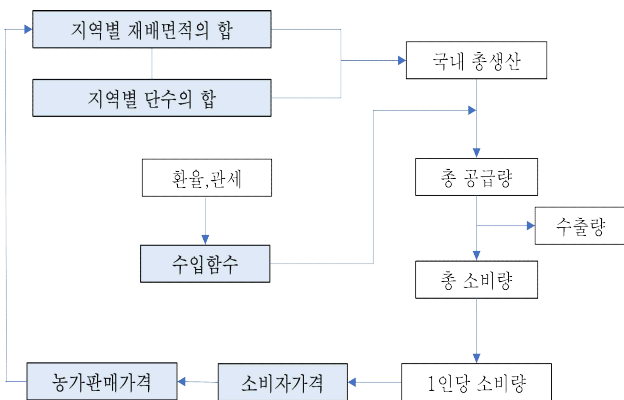 지역별 재배면적의 합
국내 총생산
지역별 단수의 합
환율,관세
총 공급량
수출량
수입함수
총 소비량
농가판매가격
소비자가격
1인당 소비량